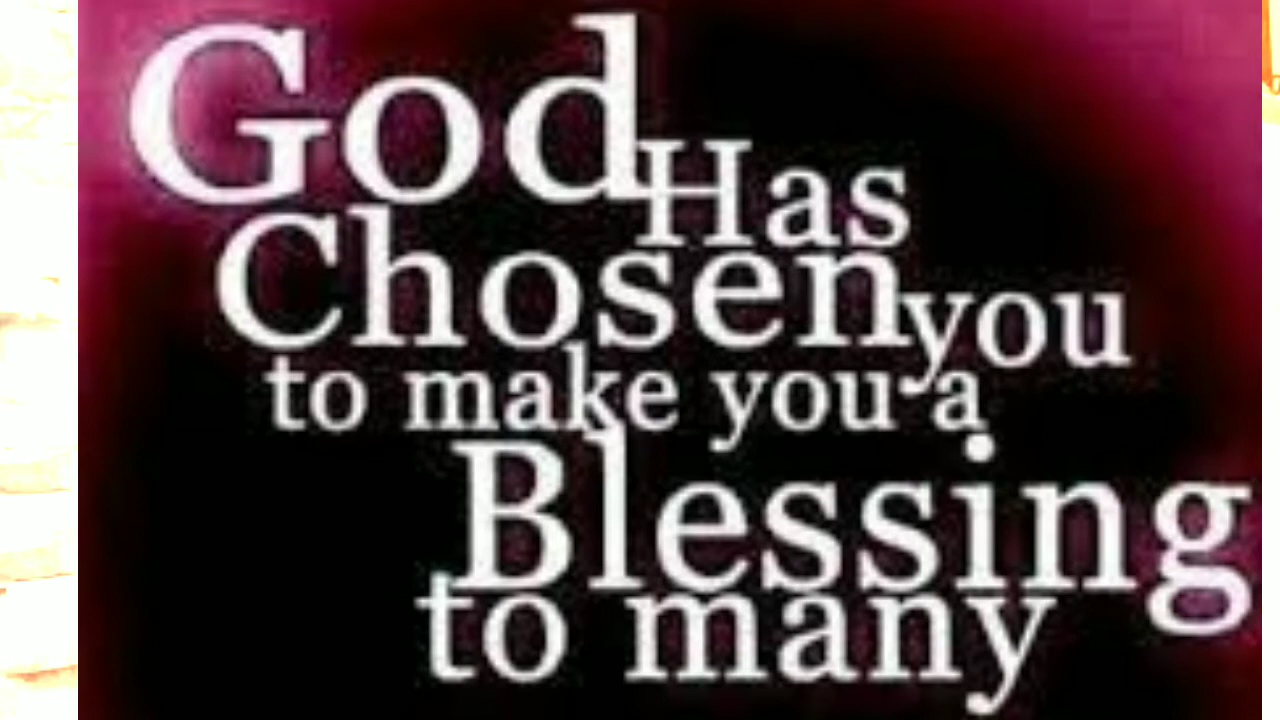 God Has
Chosen you
to make you a
Blessing
to many